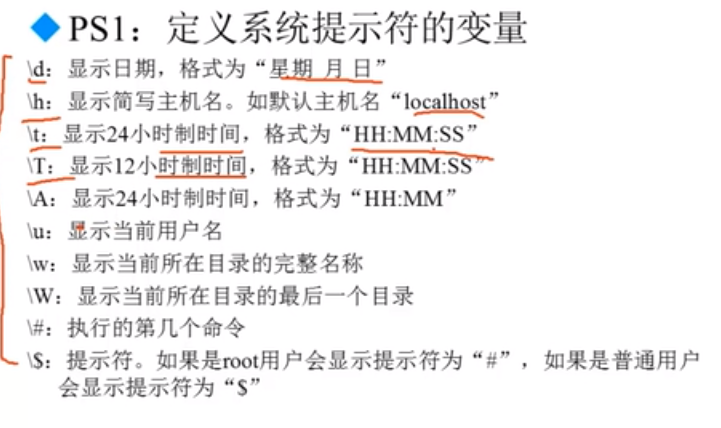 PS1：定义系统提示符的变量
\d：显示日期，格式为“星期 月 日”
\h：显示简写主机名。如默认主机名“localhost”
\t：显示24小时制时间，格式为“HH:MM:SS”
\T：显示12小时制时间，格式为“HH:MM:SS”
\A：显示24小时制时间，格式为“HH:MM”
\u：显示当前用户名
\w：显示当前所在目录的完整名称
\W：显示当前所在目录的最后一个目录
\#：执行的第几个命令
\$：提示符。如果是root用户会显示提示符为“#”，如果是普通用户
会显示提示符为“$”